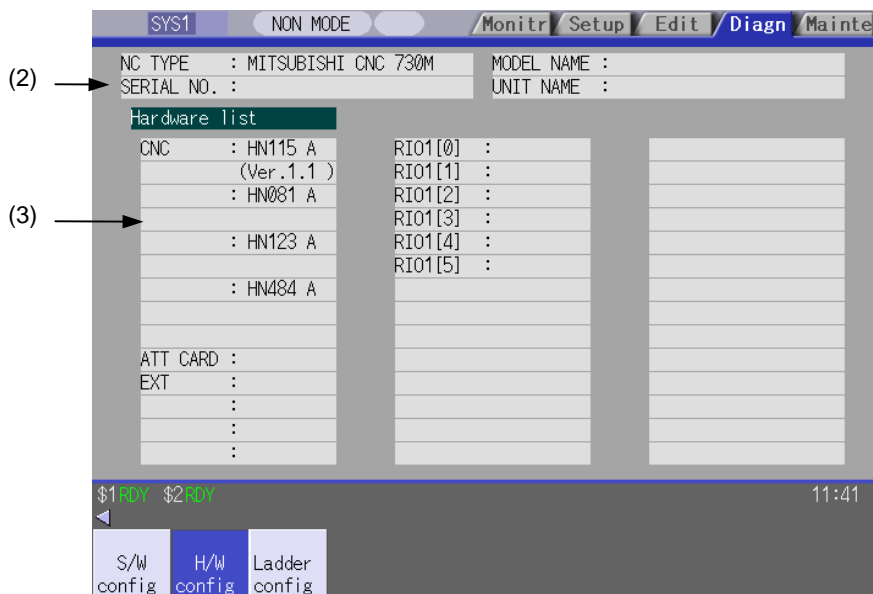 SYS1 NON MODE Monitr Setup Edit Diagn Mainte
NC TYPE : MITSUBISHI CNC 730M MODEL NAME :
(2) SERIAL NO. : UNIT NAME :
Hardware list
CNC : HN115 A RIO1[0] :
(Ver.1.1 ) RIO1[1] :
: HN081 A RIO1[2] :
(3) RIO1[3] :
: HN123 A RIO1[4] :
RIO1[5] :
: HN484 A
ATT CARD :
EXT :
:
:
:
$1RDY $2RDY 11:41
S/W config H/W config Ladder config